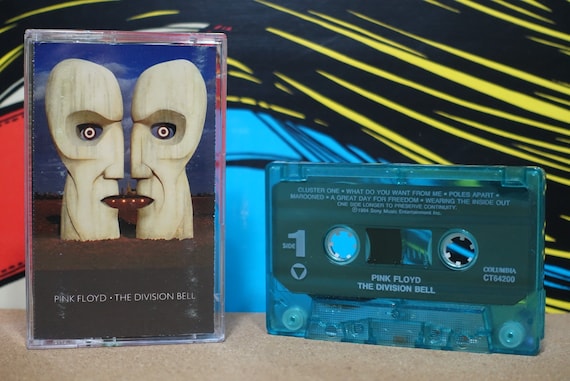 PINK FLOYD • THE DIVISION BELL
CLUSTER ONE • WHAT DO YOU WANT FROM ME • POLES APART •
MAROONED • A GREAT DAY FOR FREEDOM • WEARING THE INSIDE OUT
ONE SIDE LONGER TO PRESERVE CONTINUITY.
℗1994 Sony Music Entertainment Inc.
SIDE 1
PINK FLOYD
THE DIVISION BELL
COLUMBIA
CT64200